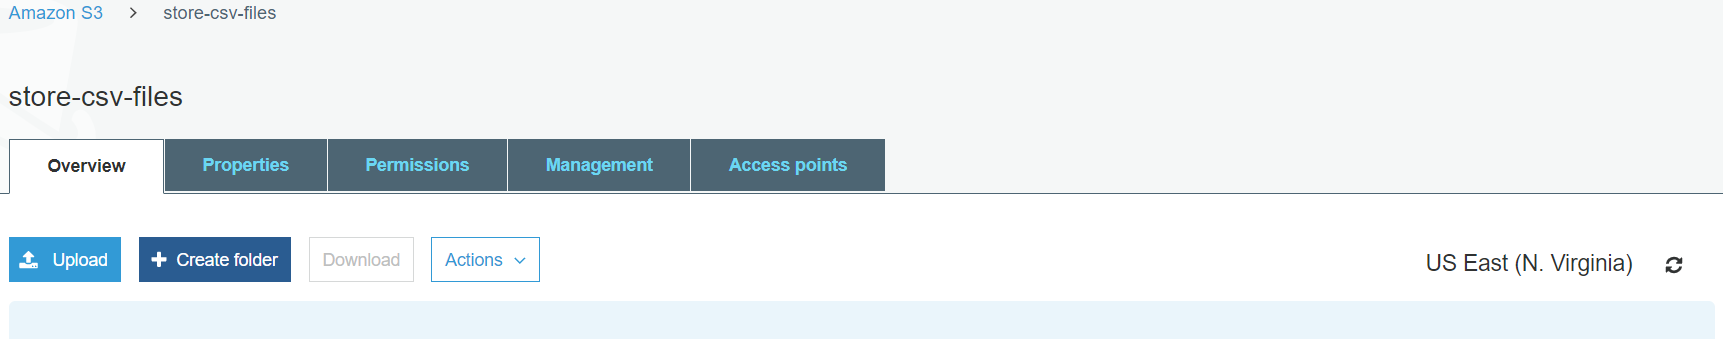 Amazon S3 > store-csv-files
store-csv-files
Overview Properties Permissions Management Access points
Upload Create folder Download Actions US East (N. Virginia)